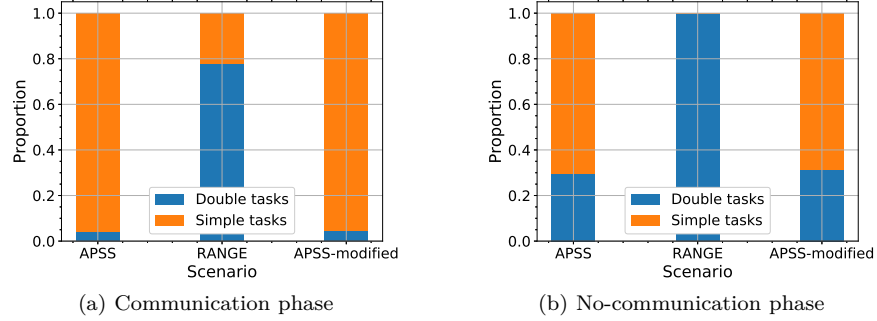 1.0
0.8
0.6
0.4
0.2
0.0
Proportion
Double tasks
Simple tasks
APSS RANGE APSS-modified
Scenario
(a) Communication phase
1.0
0.8
0.6
0.4
0.2
0.0
Proportion
Double tasks
Simple tasks
APSS RANGE APSS-modified
Scenario
(b) No-communication phase